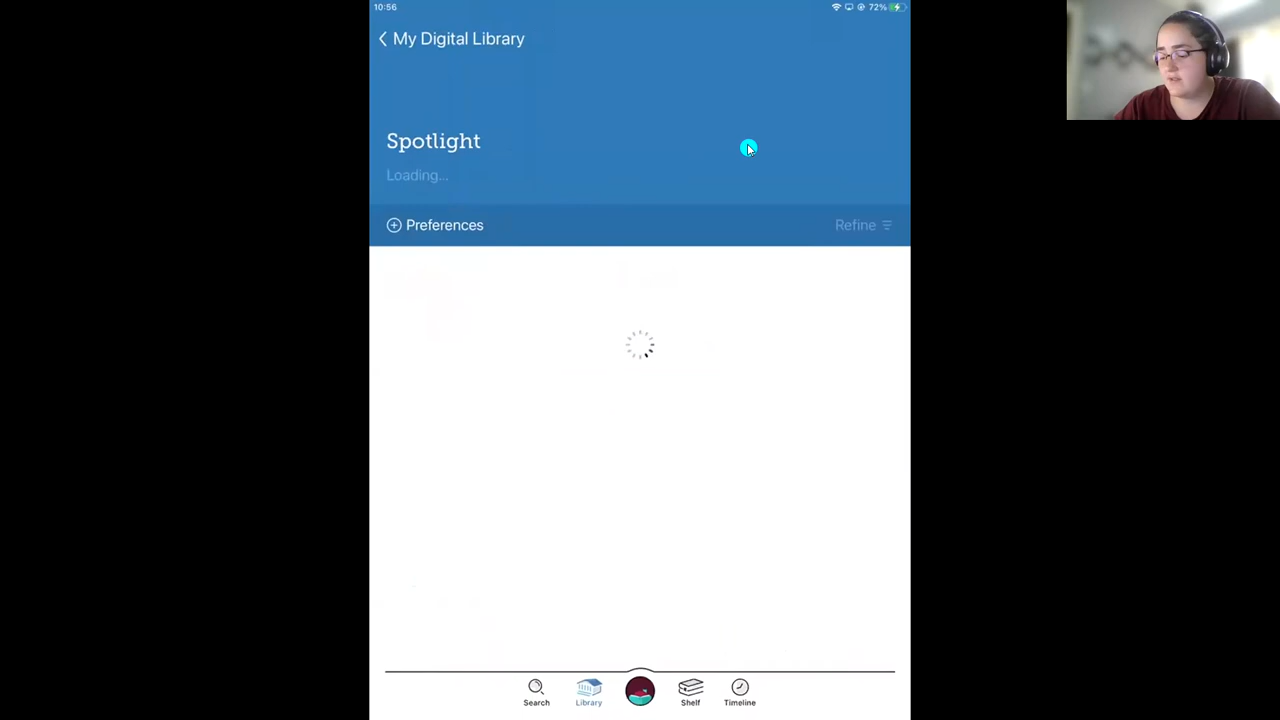 10:56
72%
My Digital Library
Spotlight
Loading...
Preferences
Refine
Search
Library
Shelf
Timeline